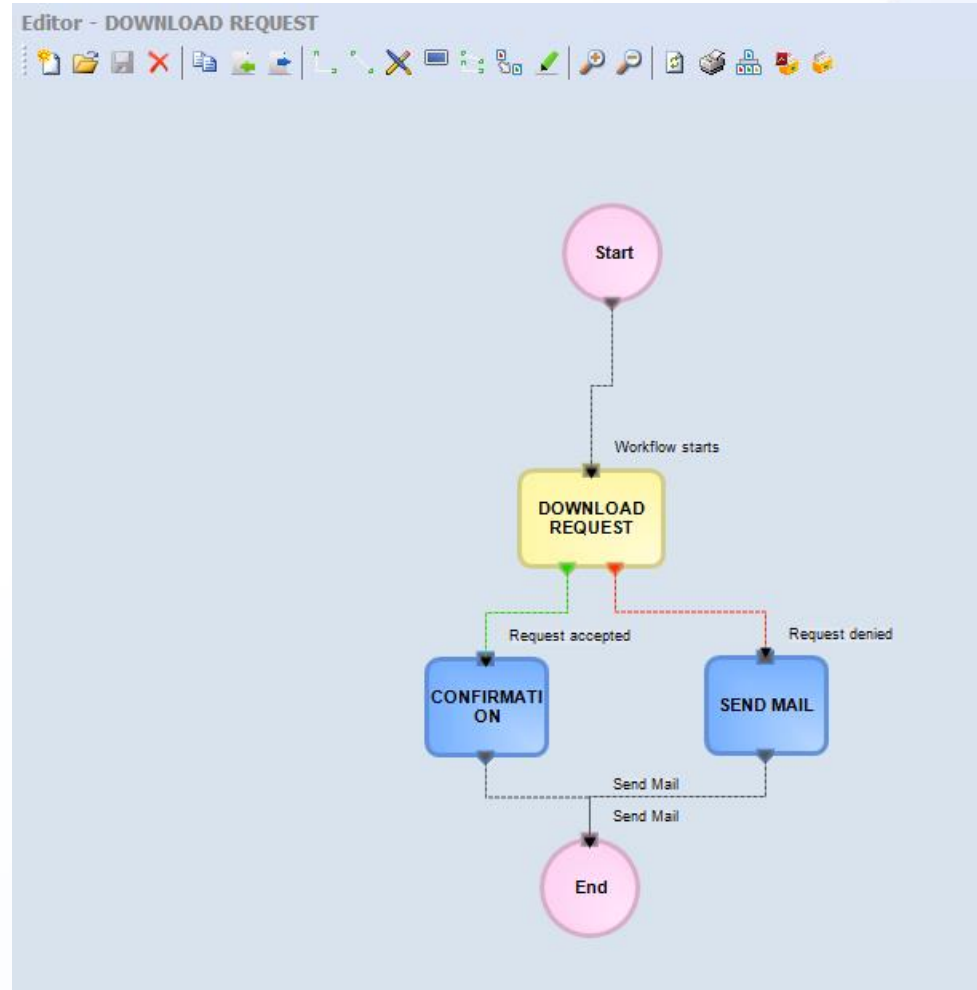 Editor - DOWNLOAD REQUEST
Start
Workflow starts
DOWNLOAD
REQUEST
Request accepted
Request denied
CONFIRMATI
ON
SEND MAIL
Send Mail
Send Mail
End